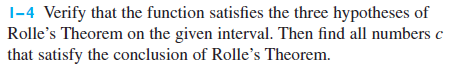 1–4 Verify that the function satisfies the three hypotheses of
Rolle's Theorem on the given interval. Then find all numbers c
that satisfy the conclusion of Rolle's Theorem.